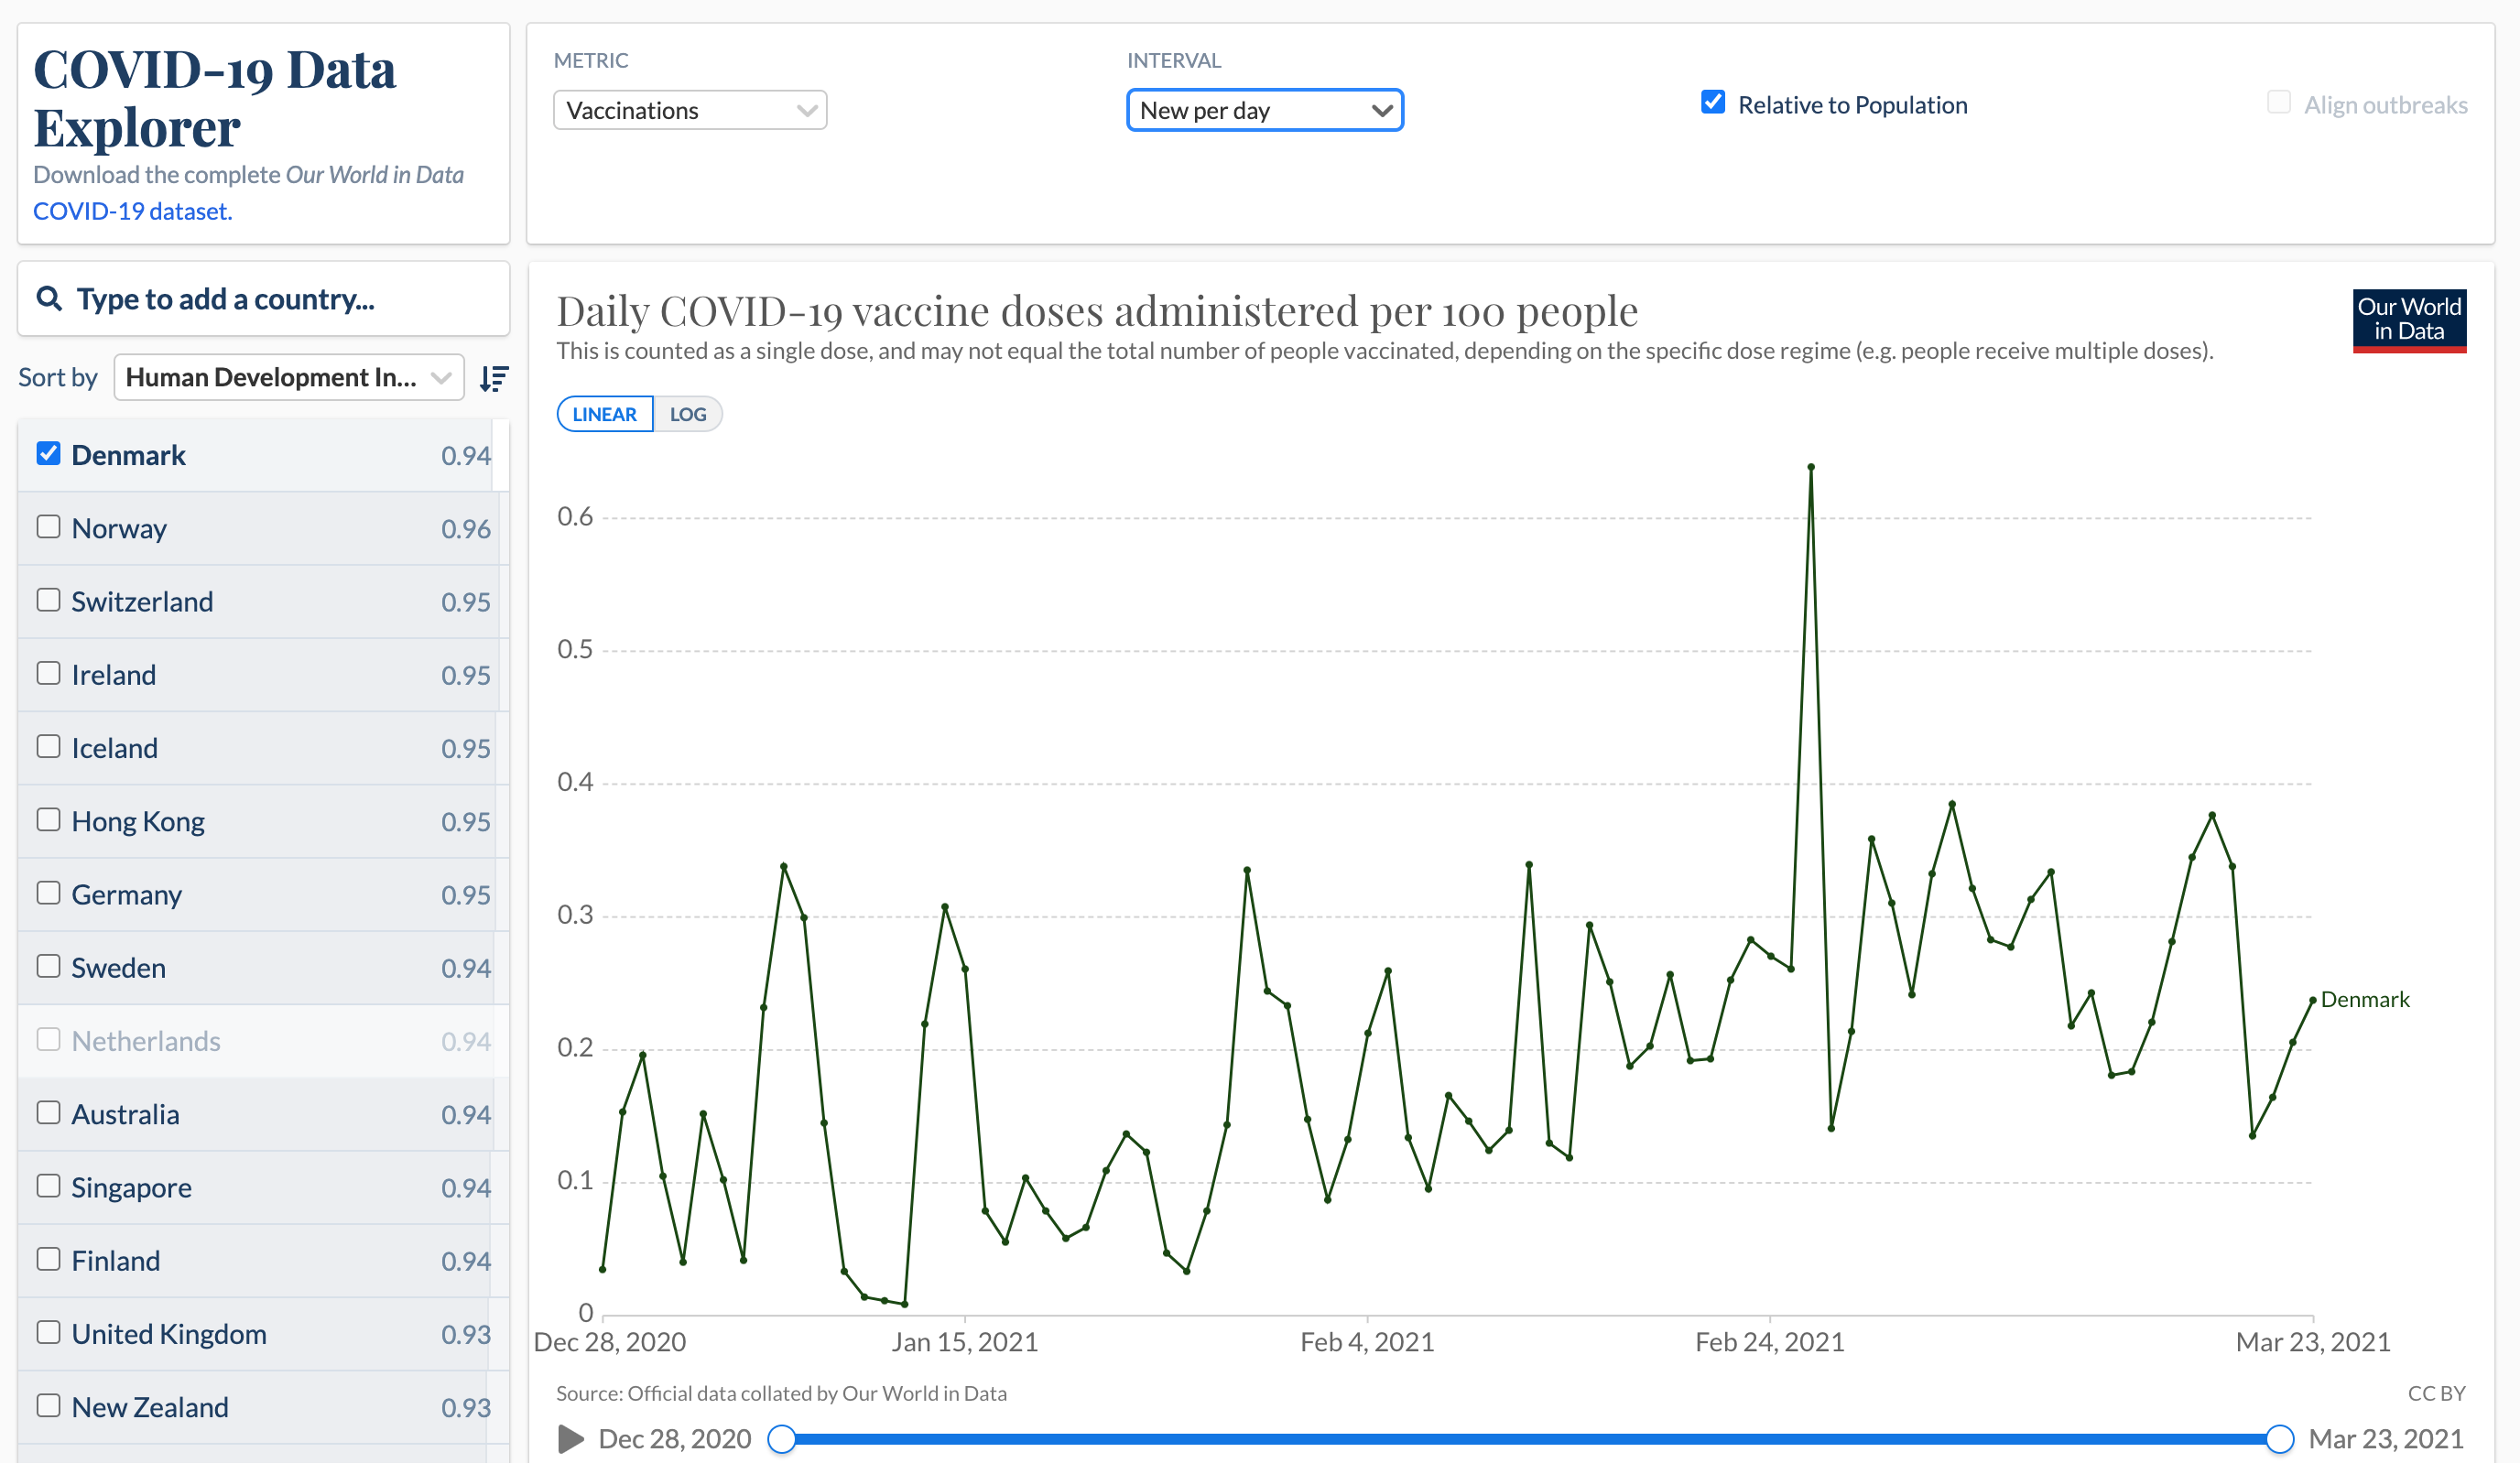 COVID-19 Data
Explorer
Download the complete Our World in Data
COVID-19 dataset.
METRIC
Vaccinations
INTERVAL
New per day
Relative to Population
Align outbreaks
Type to add a country...
Sort by
Human Development In...
Denmark 0.94
Norway 0.96
Switzerland 0.95
Ireland 0.95
Iceland 0.95
Hong Kong 0.95
Germany 0.95
Sweden 0.94
Netherlands 0.94
Australia 0.94
Singapore 0.94
Finland 0.94
United Kingdom 0.93
New Zealand 0.93
Daily COVID-19 vaccine doses administered per 100 people
This is counted as a single dose, and may not equal the total number of people vaccinated, depending on the specific dose regime (e.g. people receive multiple doses).
Our World
in Data
LINEAR LOG
0.6
0.5
0.4
0.3
0.2
0.1
0
Denmark
Dec 28, 2020 Jan 15, 2021 Feb 4, 2021 Feb 24, 2021 Mar 23, 2021
Source: Official data collated by Our World in Data
CC BY
Dec 28, 2020
Mar 23, 2021